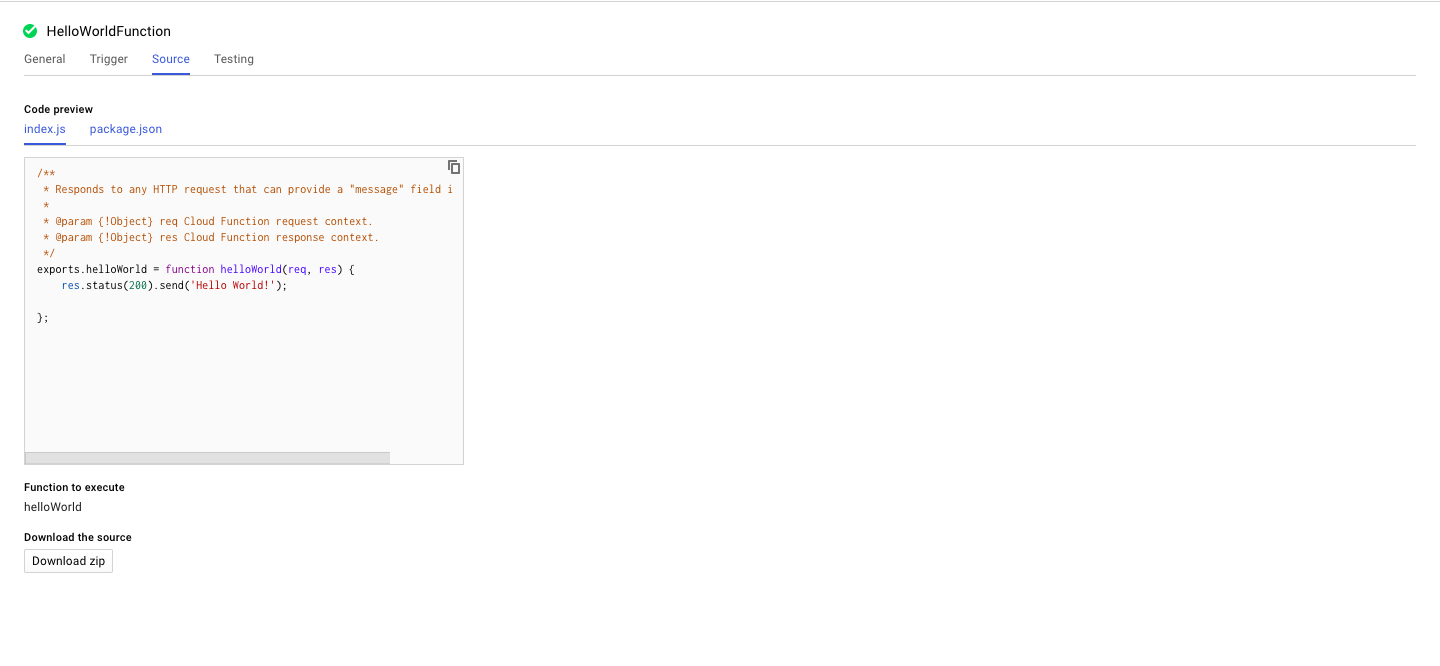 HelloWorldFunction
General Trigger Source Testing
Code preview
index.js package.json
/**
 * Responds to any HTTP request that can provide a "message" field i
 *
 * @param {!Object} req Cloud Function request context.
 * @param {!Object} res Cloud Function response context.
 */
exports.helloWorld = function helloWorld(req, res) {
    res.status(200).send('Hello World!');
};
Function to execute
helloWorld
Download the source
Download zip